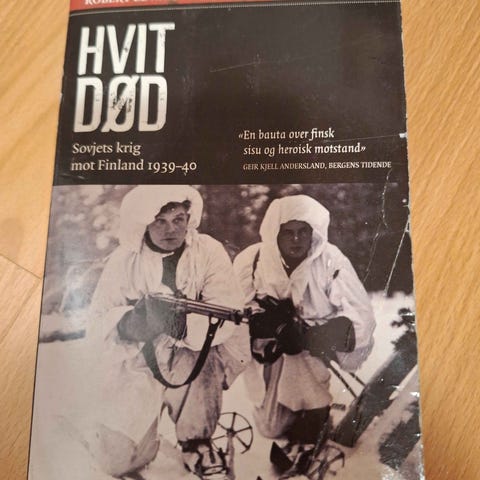 ROBERT
HVIT
DØD
Sovjets krig
mot Finland 1939–40
«En bauta over finsk
sisu og heroisk motstand»
GEIR KJELL ANDERSLAND, BERGENS TIDENDE